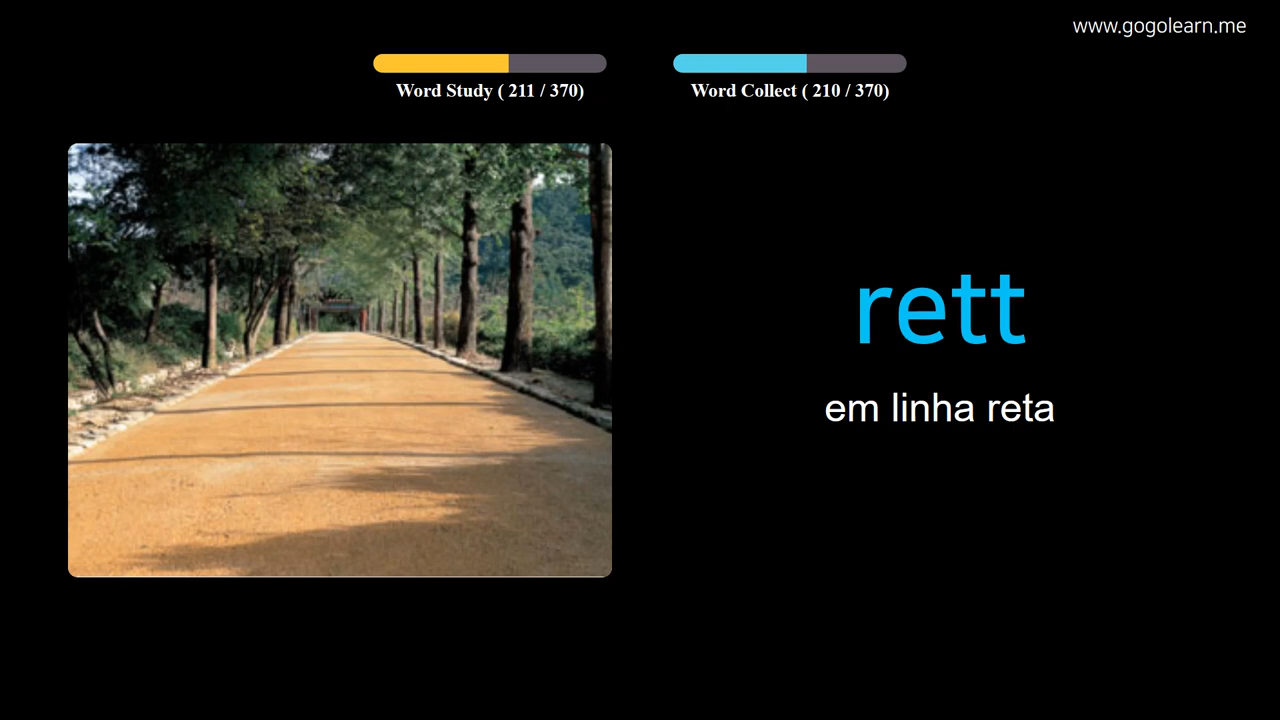 www.gogolearn.me
Word Study ( 211 / 370)
Word Collect ( 210 / 370)
rett
em linha reta